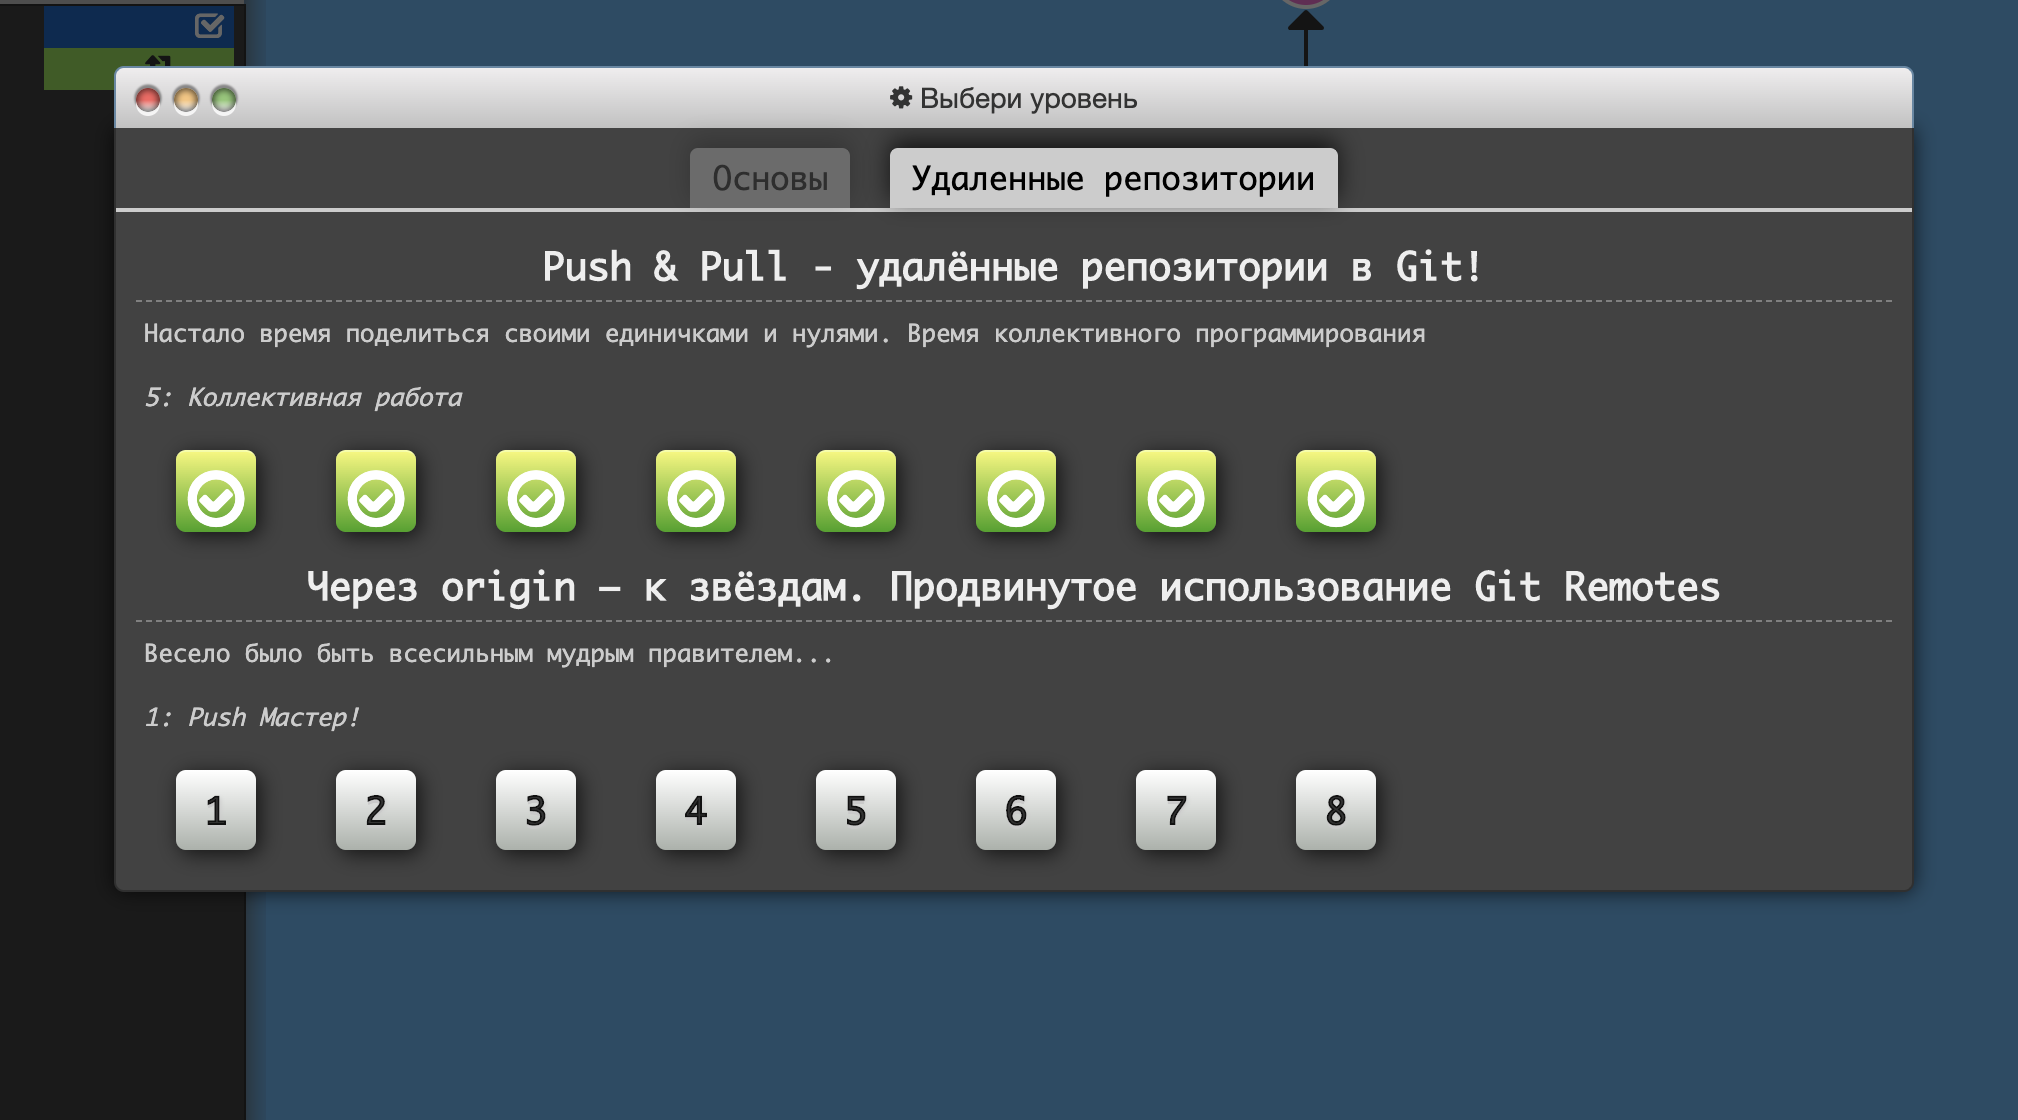 Выбери уровень
Основы
Удаленные репозитории
Push & Pull - удалённые репозитории в Git!
Настало время поделиться своими единичками и нулями. Время коллективного программирования
5: Коллективная работа
Через origin – к звёздам. Продвинутое использование Git Remotes
Весело было быть всесильным мудрым правителем...
1: Push Мастер!
1 2 3 4 5 6 7 8